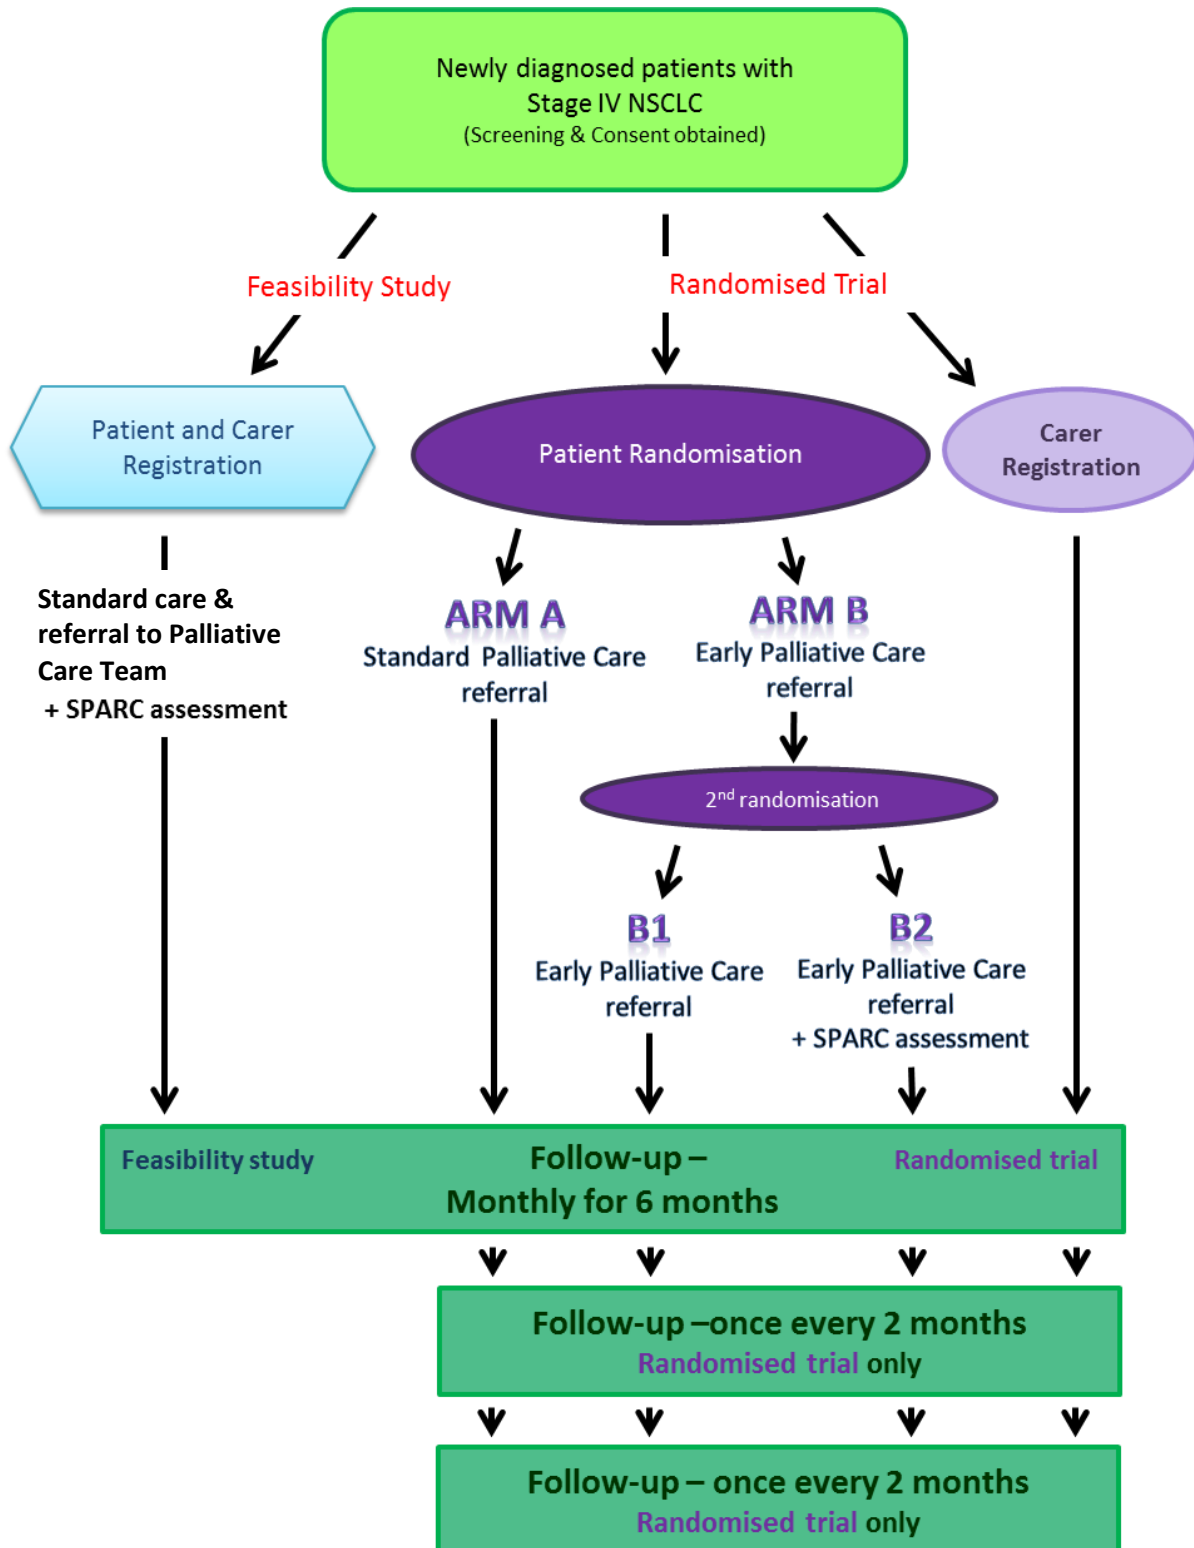 Newly diagnosed patients with
Stage IV NSCLC
(Screening & Consent obtained)
Feasibility Study
Randomised Trial
Patient and Carer
Registration
Patient Randomisation
Carer
Registration
Standard care &
referral to Palliative
Care Team
+ SPARC assessment
ARM A
Standard Palliative Care
referral
ARM B
Early Palliative Care
referral
2nd randomisation
B1
Early Palliative Care
referral
B2
Early Palliative Care
referral
+ SPARC assessment
Feasibility study
Follow-up –
Monthly for 6 months
Randomised trial
Follow-up –once every 2 months
Randomised trial only
Follow-up – once every 2 months
Randomised trial only